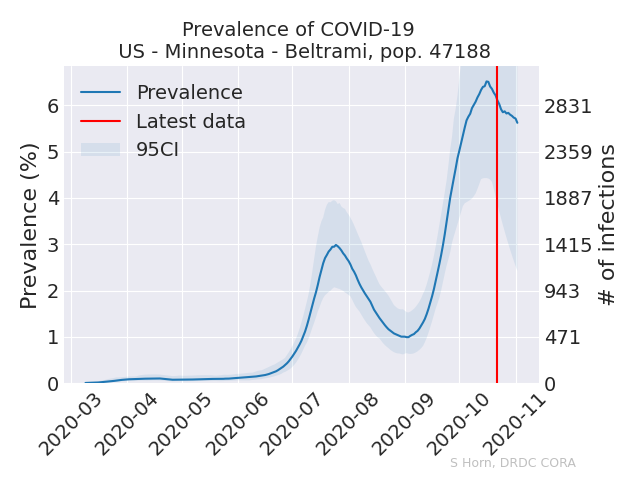 Prevalence of COVID-19
US - Minnesota - Beltrami, pop. 47188
Prevalence
Latest data
95CI
Prevalence (%)
6
5
4
3
2
1
0
2831
2359
1887
1415
943
471
0
# of infections
2020-03
2020-04
2020-05
2020-06
2020-07
2020-08
2020-09
2020-10
2020-11
S Horn, DRDC CORA